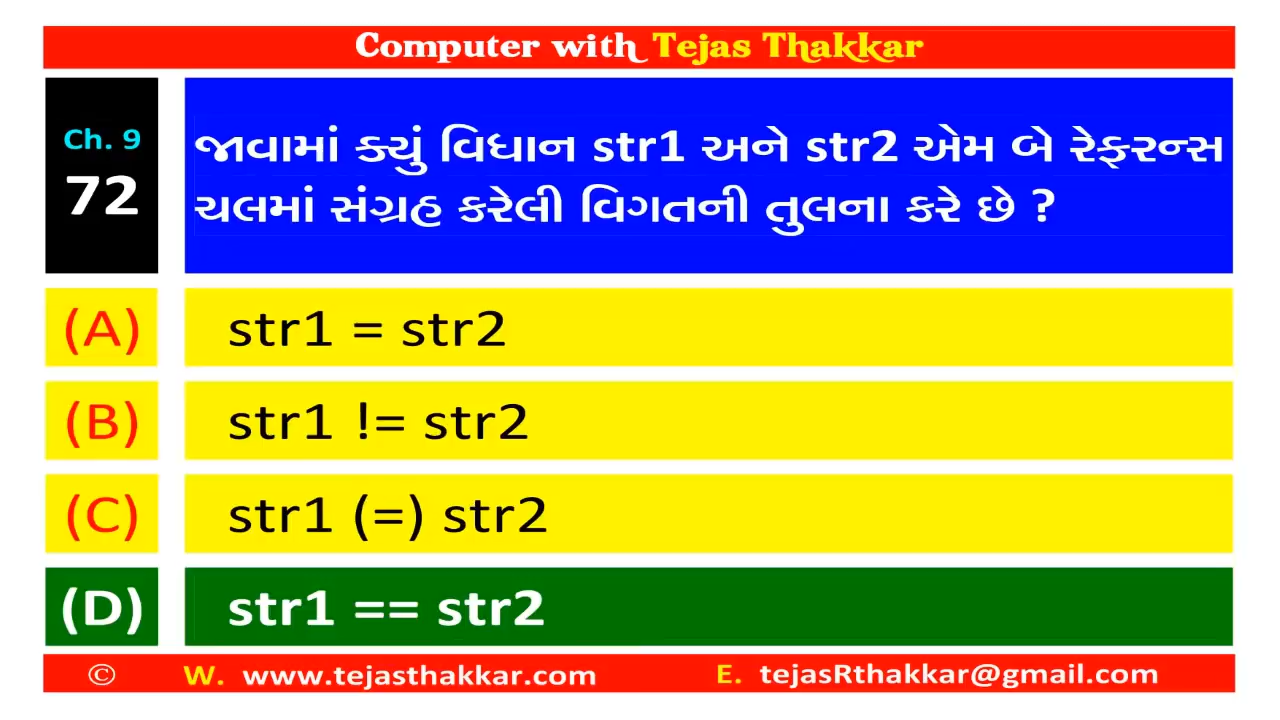 Computer with Tejas Thakkar
Ch. 9
72
જાવામાં ક્યું વિધાન str1 અને str2 એમ બે રેફરન્સ
ચલમાં સંગ્રહ કરેલી વિગતની તુલના કરે છે ?
(A) str1 = str2
(B) str1 != str2
(C) str1 (=) str2
(D) str1 == str2
© W. www.tejasthakkar.com E. tejasRthakkar@gmail.com